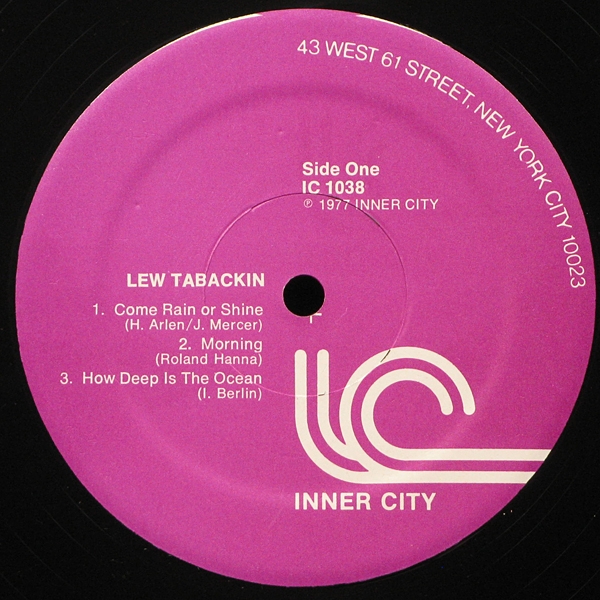 43 WEST 61 STREET, NEW YORK CITY 10023
Side One
IC 1038
℗ 1977 INNER CITY
LEW TABACKIN
1. Come Rain or Shine
(H. Arlen/J. Mercer)
2. Morning
(Roland Hanna)
3. How Deep Is The Ocean
(I. Berlin)
IC
INNER CITY